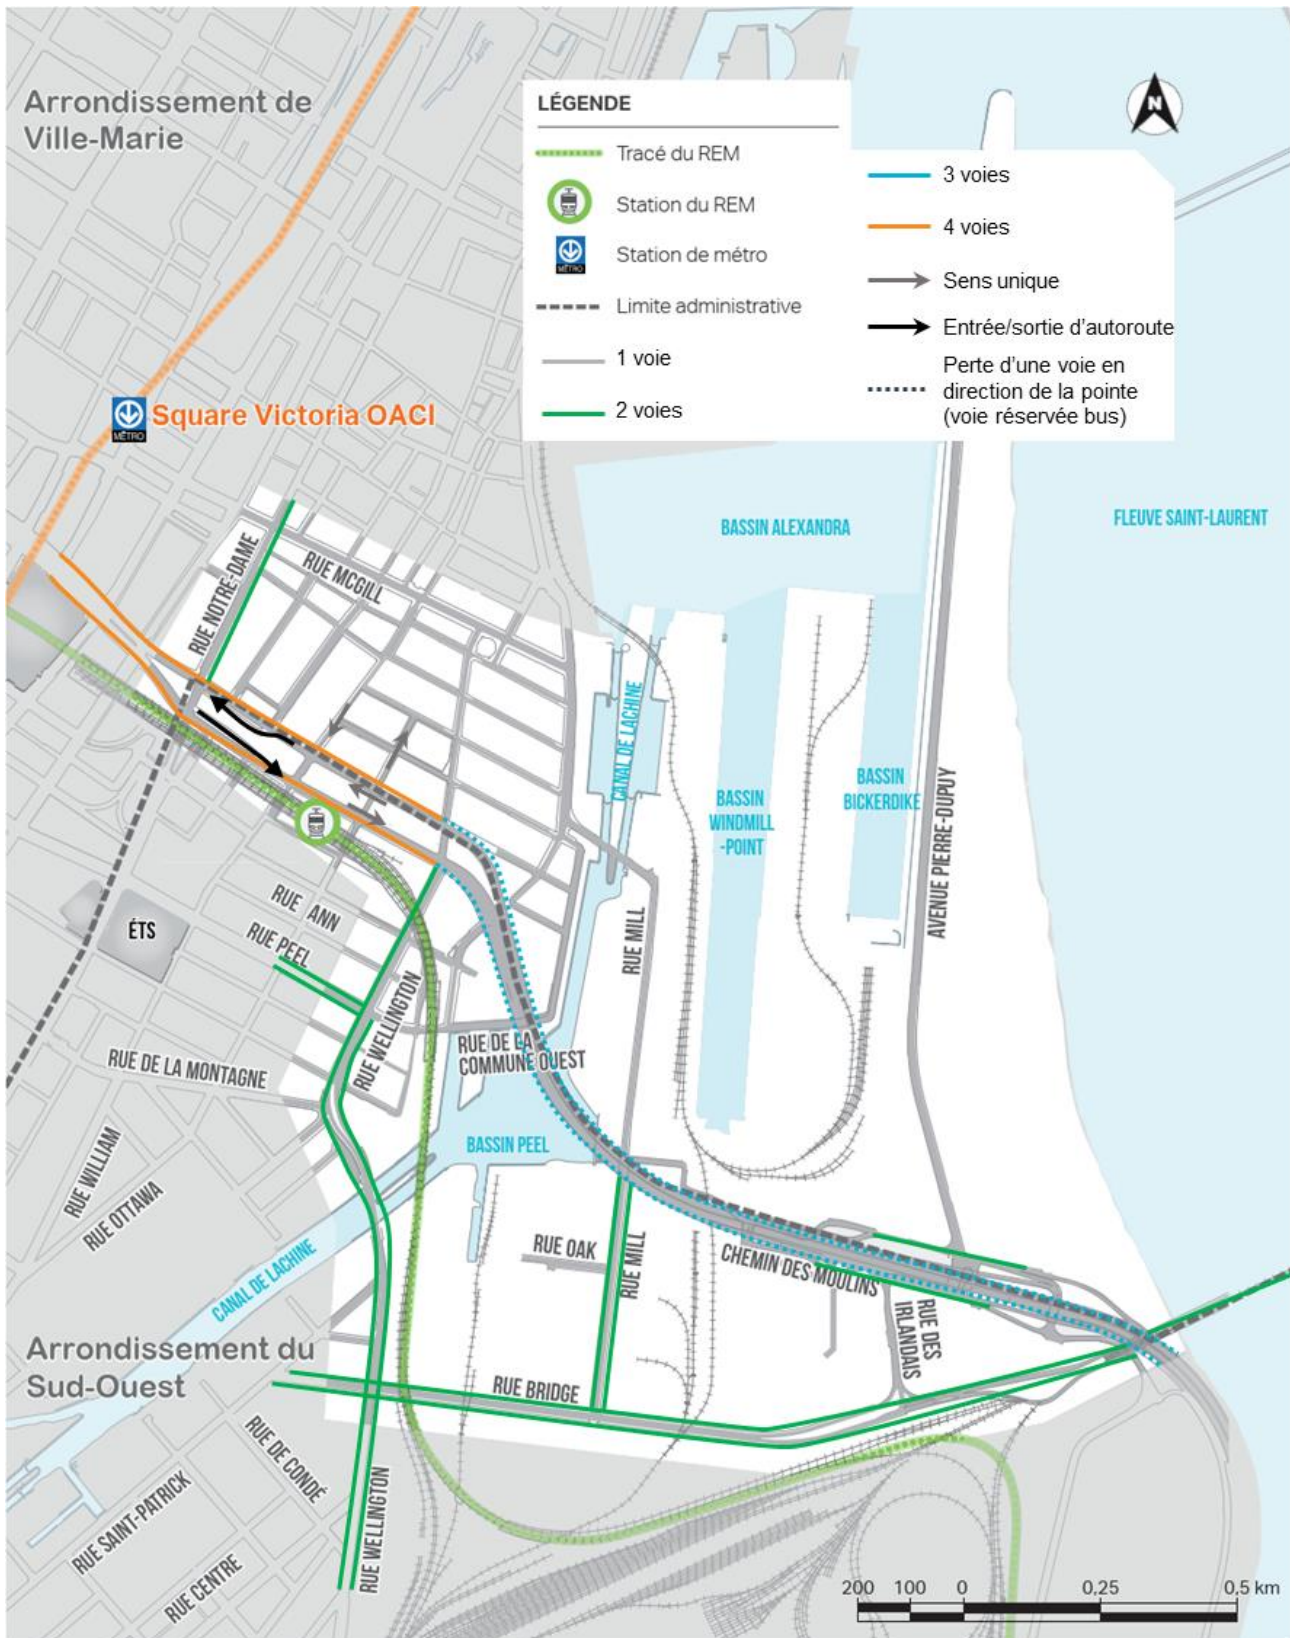 Arrondissement de
Ville-Marie
LÉGENDE
Tracé du REM
Station du REM
MÉTRO
Station de métro
Limite administrative
1 voie
2 voies
3 voies
4 voies
Sens unique
Entrée/sortie d'autoroute
Perte d'une voie en
direction de la pointe
(voie réservée bus)
N
MÉTRO
Square Victoria OACI
BASSIN ALEXANDRA
FLEUVE SAINT-LAURENT
RUE NOTRE-DAME
RUE MCGILL
CANAL DE LACHINE
BASSIN
WINDMILL
-POINT
BASSIN
BICKERDIKE
AVENUE PIERRE-DUPUY
RUE ANN
RUE PEEL
ÉTS
RUE MILL
RUE WELLINGTON
RUE DE LA
COMMUNE OUEST
RUE DE LA MONTAGNE
BASSIN PEEL
RUE WILLIAM
RUE OTTAWA
CANAL DE LACHINE
RUE OAK
RUE MILL
CHEMIN DES MOULINS
RUE DES
IRLANDAIS
Arrondissement du
Sud-Ouest
RUE BRIDGE
RUE DE CONDÉ
RUE SAINT-PATRICK
RUE CENTRE
RUE WELLINGTON
200 100 0 0,25 0,5 km